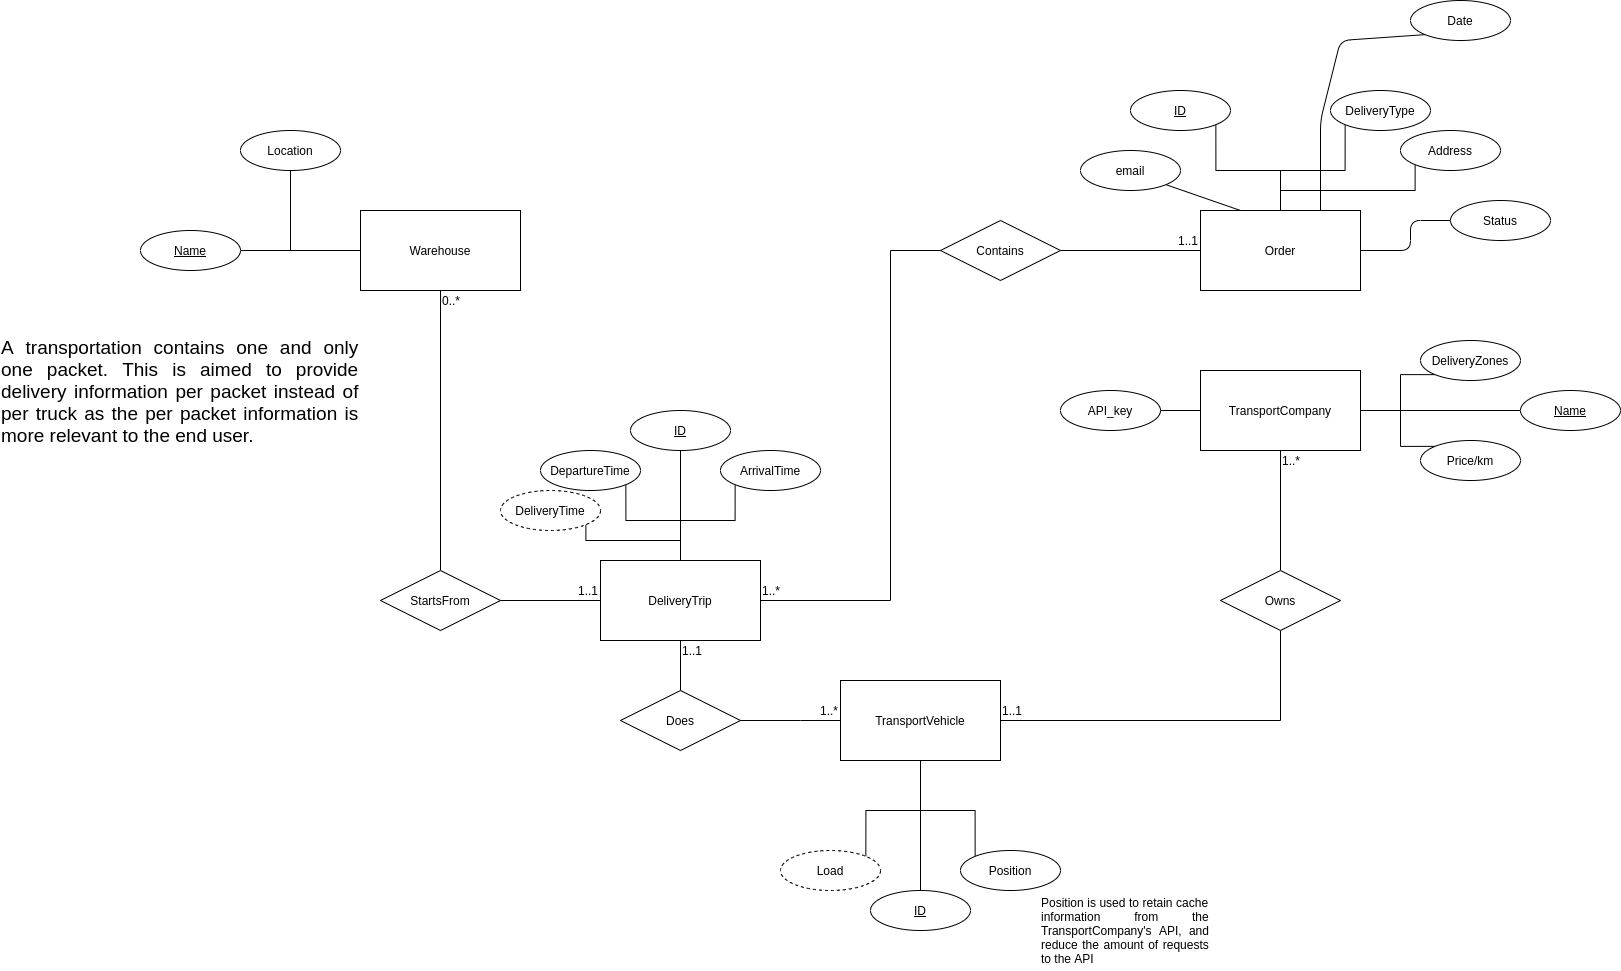 Date
ID
DeliveryType
Location
Address
email
Status
Name
Warehouse
Contains
1..1
Order
0..*
A transportation contains one and only
one packet. This is aimed to provide
delivery information per packet instead of
per truck as the per packet information is
more relevant to the end user.
DeliveryZones
API_key
TransportCompany
Name
Price/km
1..*
ID
DepartureTime
ArrivalTime
DeliveryTime
StartsFrom
1..1
DeliveryTrip
1..*
Owns
1..1
Does
1..*
TransportVehicle
1..1
Load
Position
ID
Position is used to retain cache
information from the
TransportCompany's API, and
reduce the amount of requests
to the API